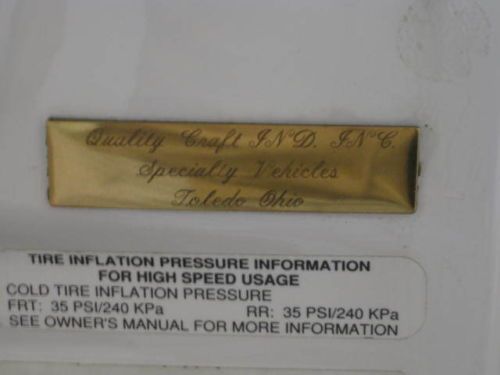 Quality Craft IND. INC.
Specialty Vehicles
Toledo Ohio
TIRE INFLATION PRESSURE INFORMATION
FOR HIGH SPEED USAGE
COLD TIRE INFLATION PRESSURE
FRT: 35 PSI/240 KPa RR: 35 PSI/240 KPa
SEE OWNER'S MANUAL FOR MORE INFORMATION